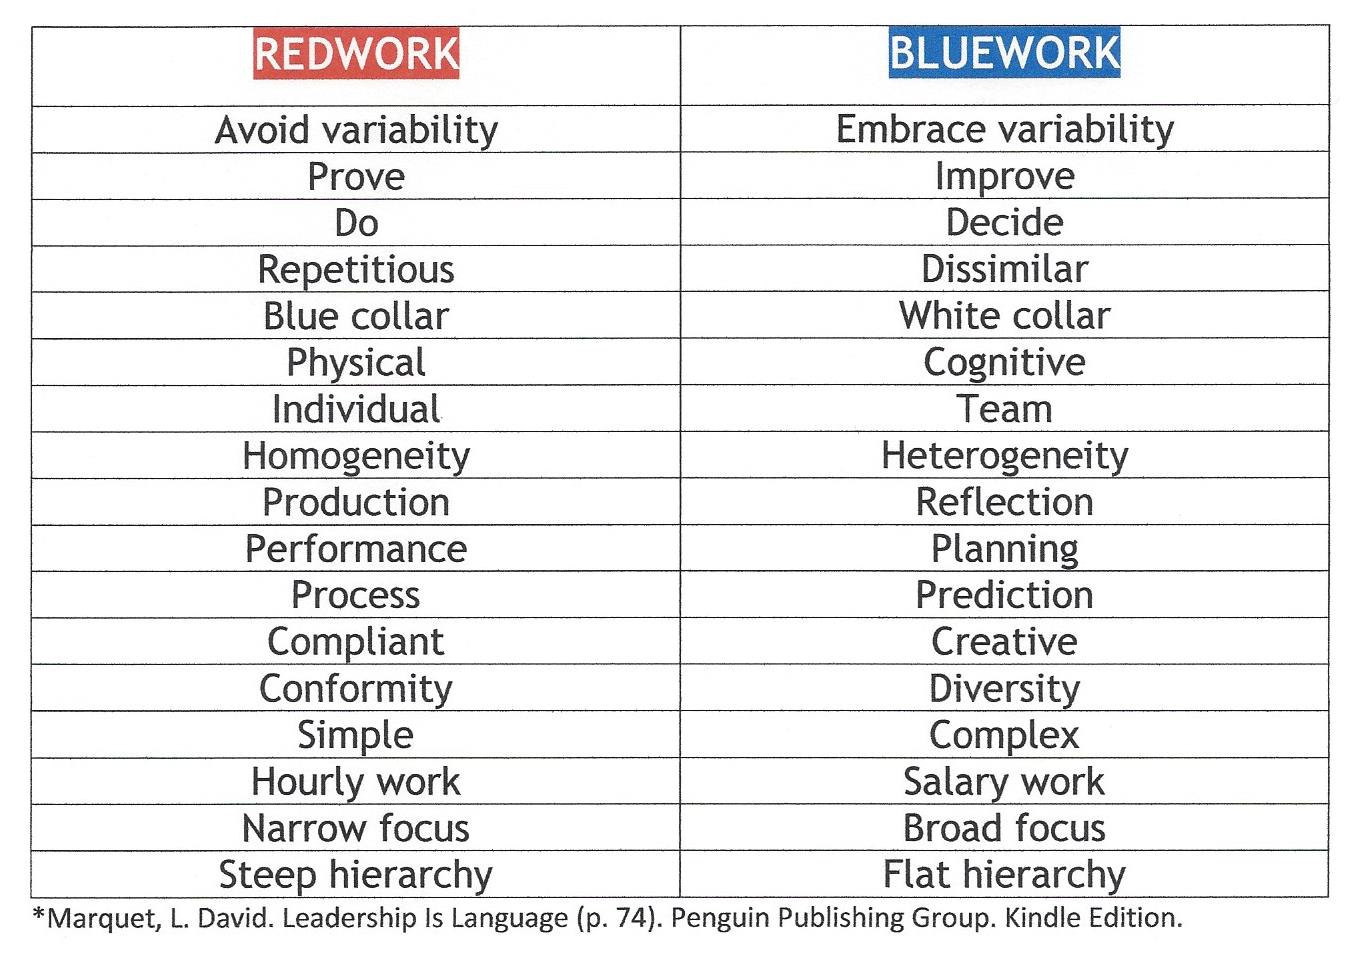 REDWORK BLUEWORK
Avoid variability Embrace variability
Prove Improve
Do Decide
Repetitious Dissimilar
Blue collar White collar
Physical Cognitive
Individual Team
Homogeneity Heterogeneity
Production Reflection
Performance Planning
Process Prediction
Compliant Creative
Conformity Diversity
Simple Complex
Hourly work Salary work
Narrow focus Broad focus
Steep hierarchy Flat hierarchy
*Marquet, L. David. Leadership Is Language (p. 74). Penguin Publishing Group. Kindle Edition.